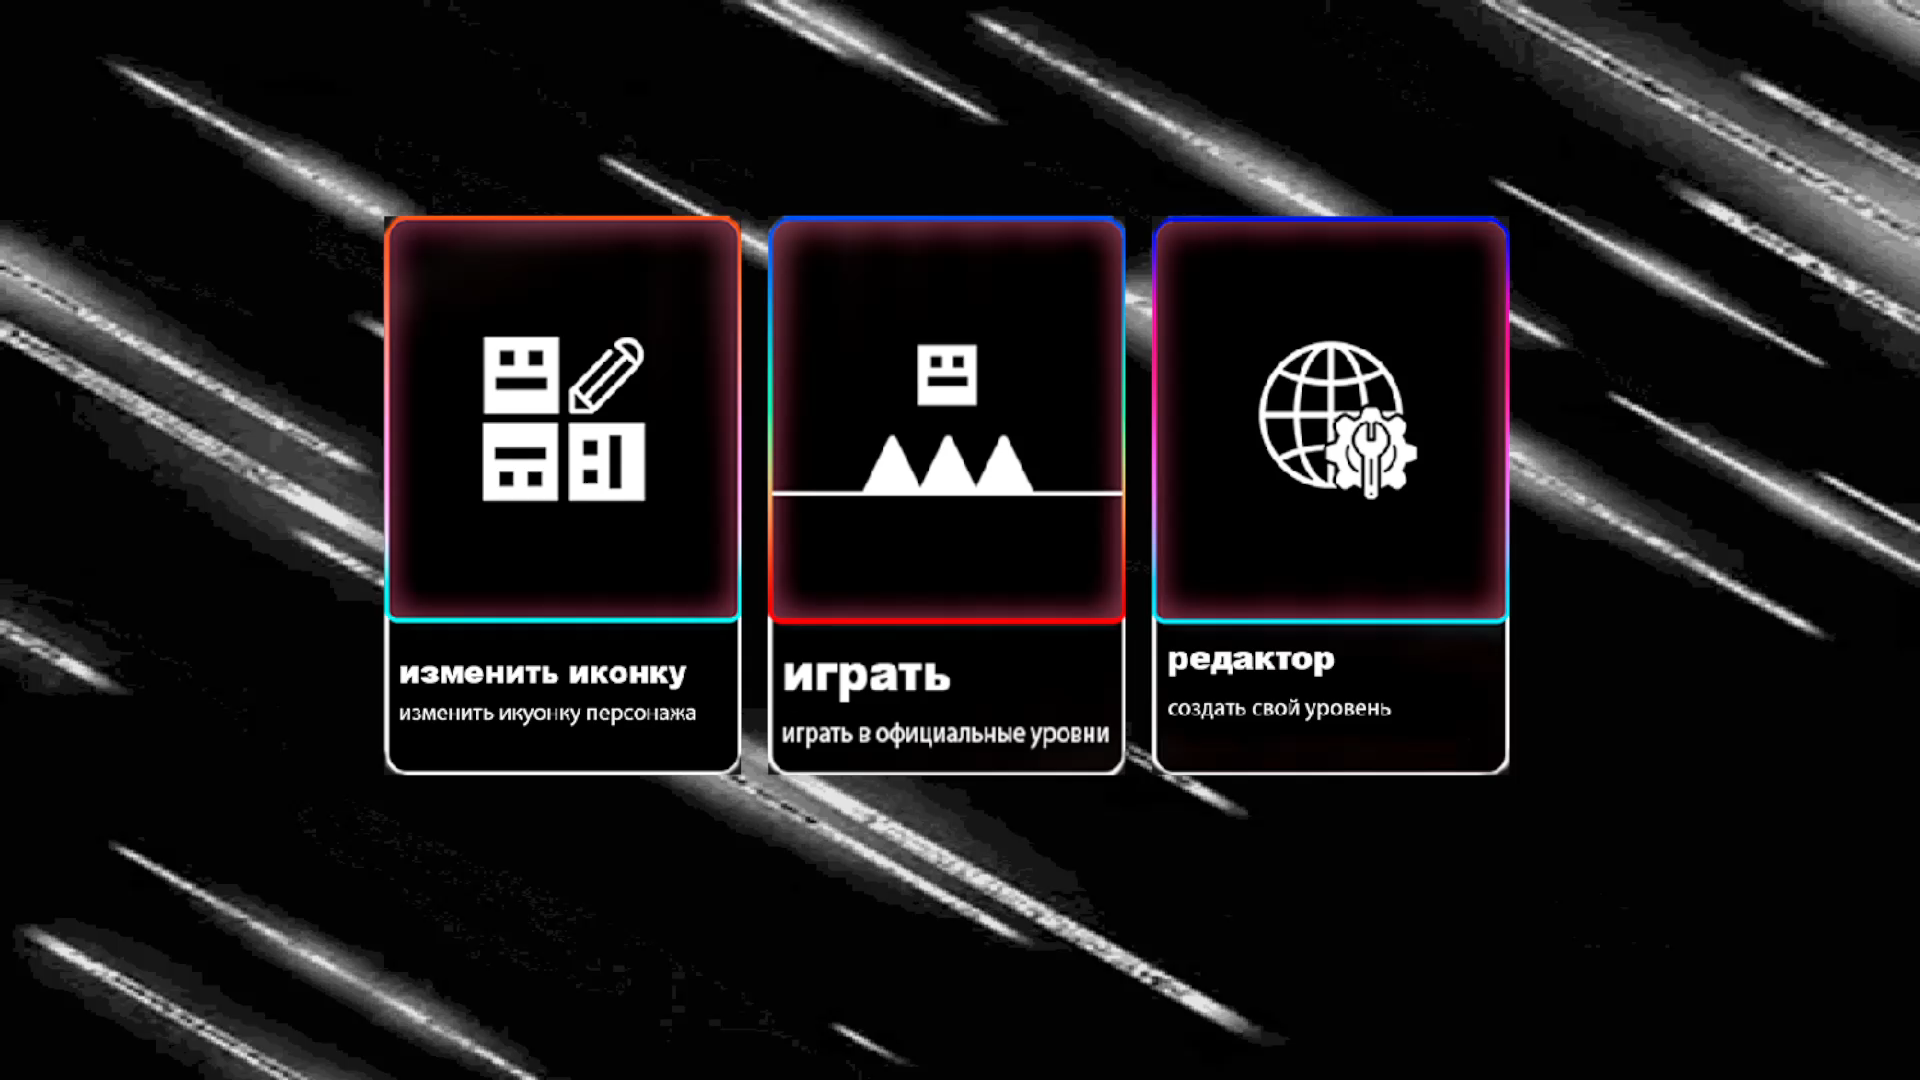 изменить иконку
изменить икуонку персонажа
играть
играть в официальные уровни
редактор
создать свой уровень